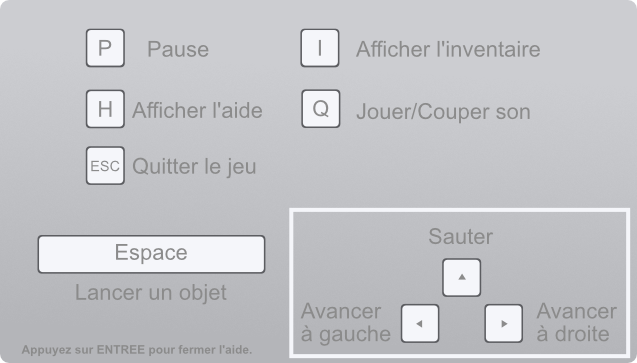 P Pause
I Afficher l'inventaire
H Afficher l'aide
Q Jouer/Couper son
ESC Quitter le jeu
Espace
Lancer un objet
Sauter
Avancer
à gauche
Avancer
à droite
Appuyez sur ENTREE pour fermer l'aide.